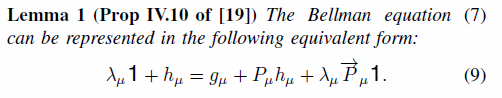 Lemma 1 (Prop IV.10 of [19]) The Bellman equation (7)
can be represented in the following equivalent form:
λ_μ 1 + h_μ = g_μ + P_μ h_μ + λ_μ \overrightarrow{P}_μ 1. (9)